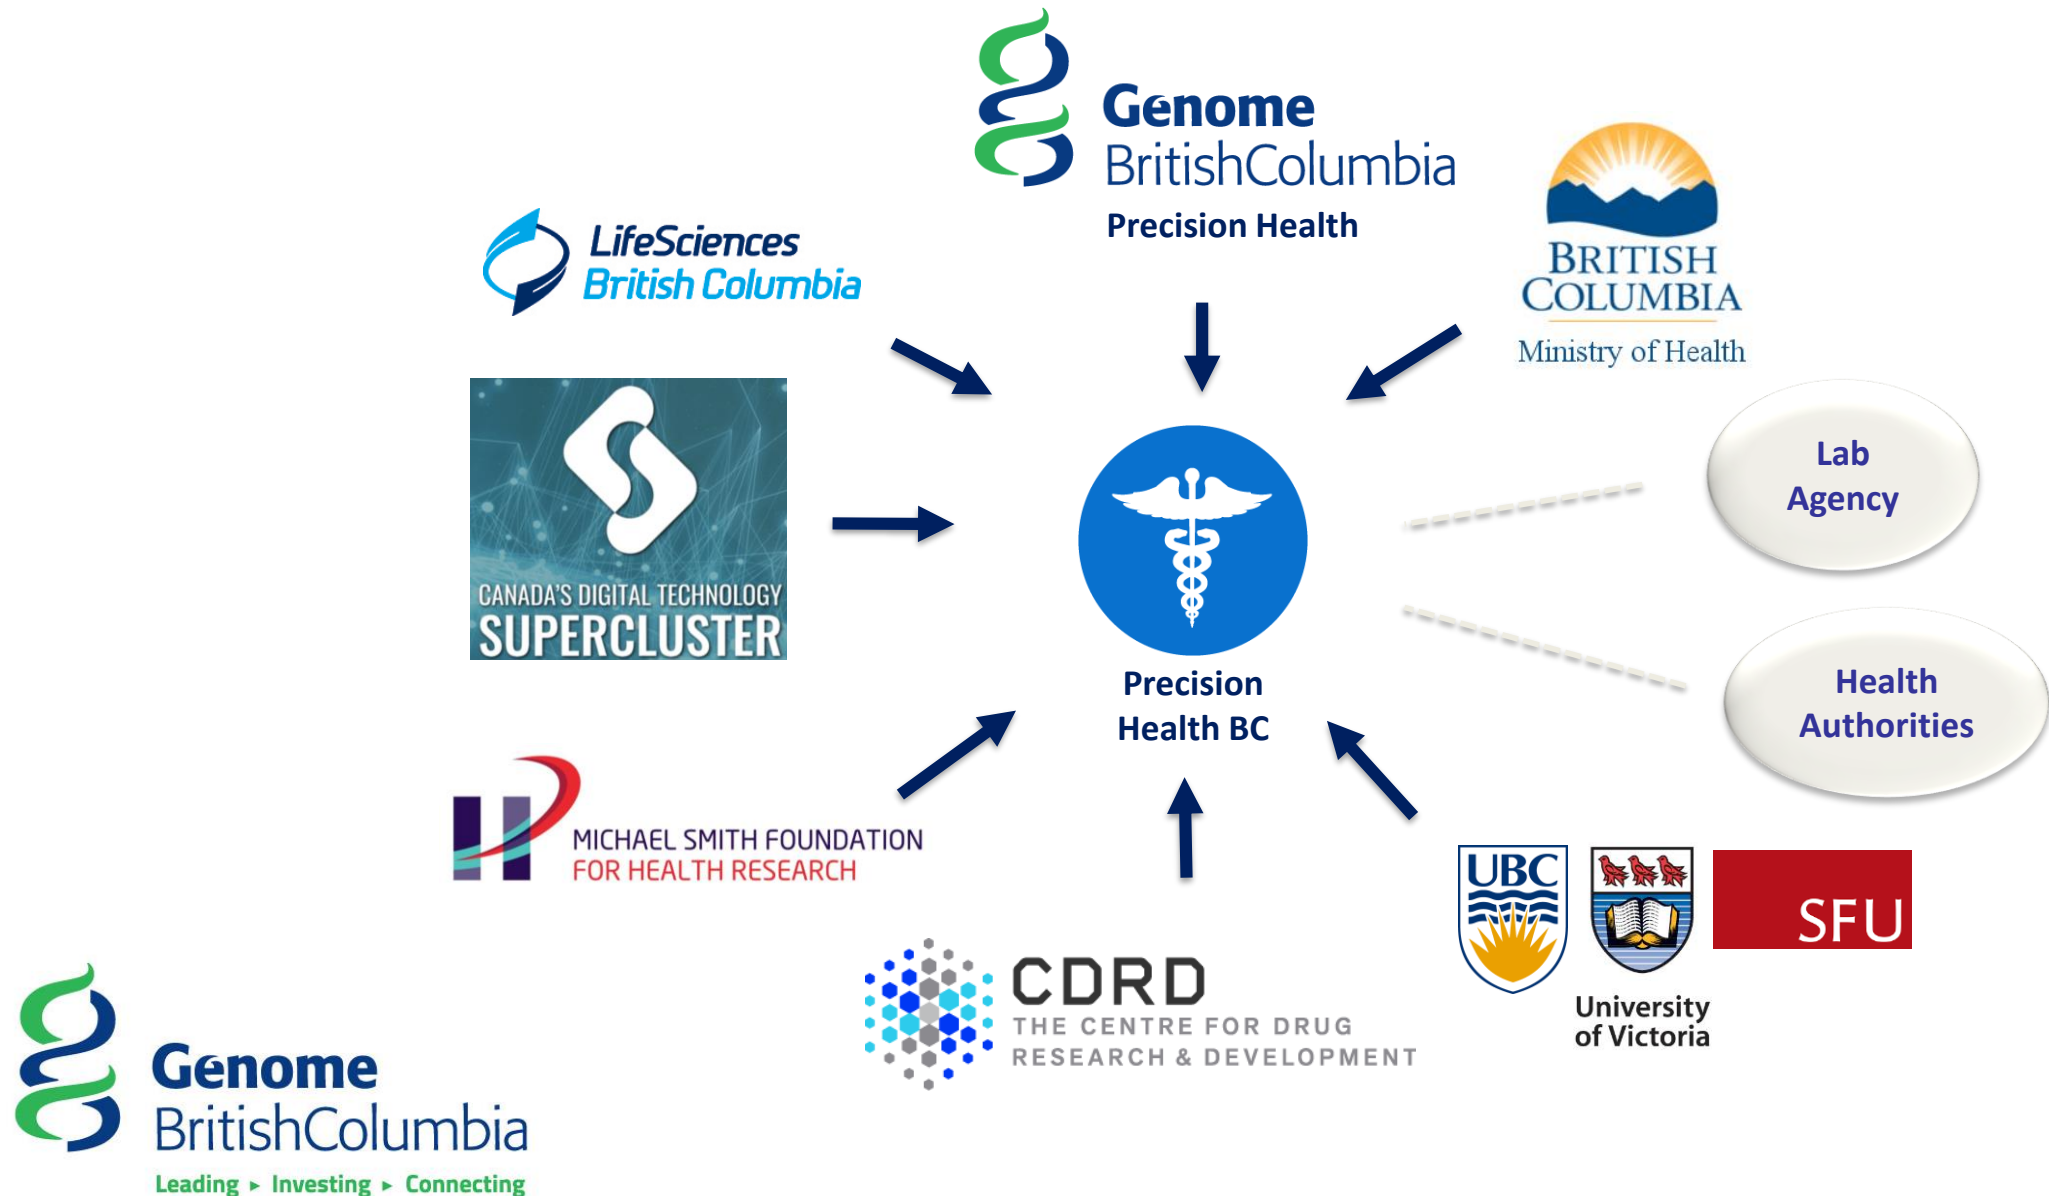 Genome
BritishColumbia
Precision Health
LifeSciences
British Columbia
BRITISH
COLUMBIA
Ministry of Health
CANADA'S DIGITAL TECHNOLOGY
SUPERCLUSTER
Lab
Agency
Precision
Health BC
Health
Authorities
MICHAEL SMITH FOUNDATION
FOR HEALTH RESEARCH
UBC
SFU
University
of Victoria
CDRD
THE CENTRE FOR DRUG
RESEARCH & DEVELOPMENT
Genome
BritishColumbia
Leading ▸ Investing ▸ Connecting